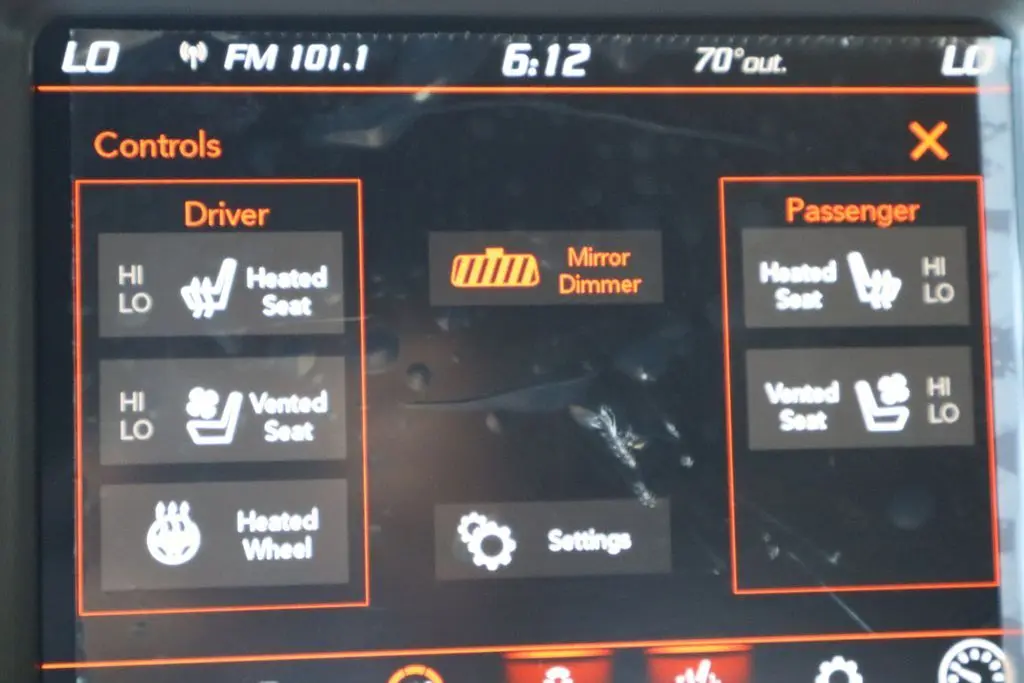 LO FM 101.1 6:12 70°out. LO
Controls
Driver
HI
LO
Heated
Seat
HI
LO
Vented
Seat
Heated
Wheel
Mirror
Dimmer
Settings
Passenger
Heated
Seat
HI
LO
Vented
Seat
HI
LO